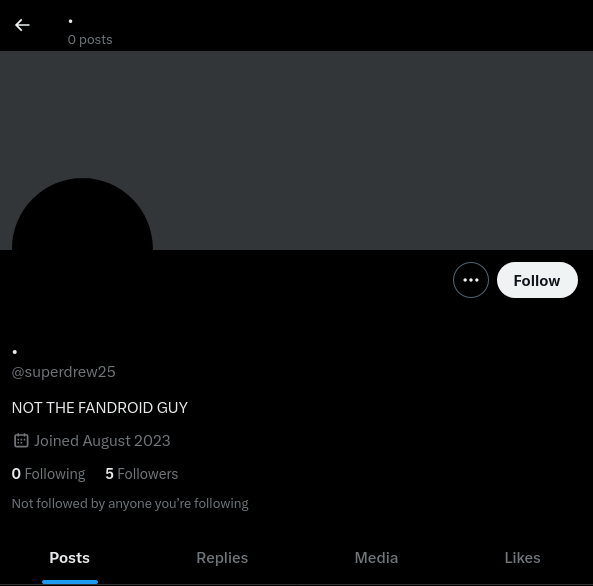 .
0 posts
Follow
.
@superdrew25
NOT THE FANDROID GUY
Joined August 2023
0 Following 5 Followers
Not followed by anyone you’re following
Posts Replies Media Likes